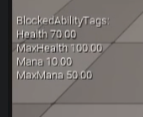 BlockedAbilityTags:
Health 70.00
MaxHealth 100.00
Mana 10.00
MaxMana 50.00